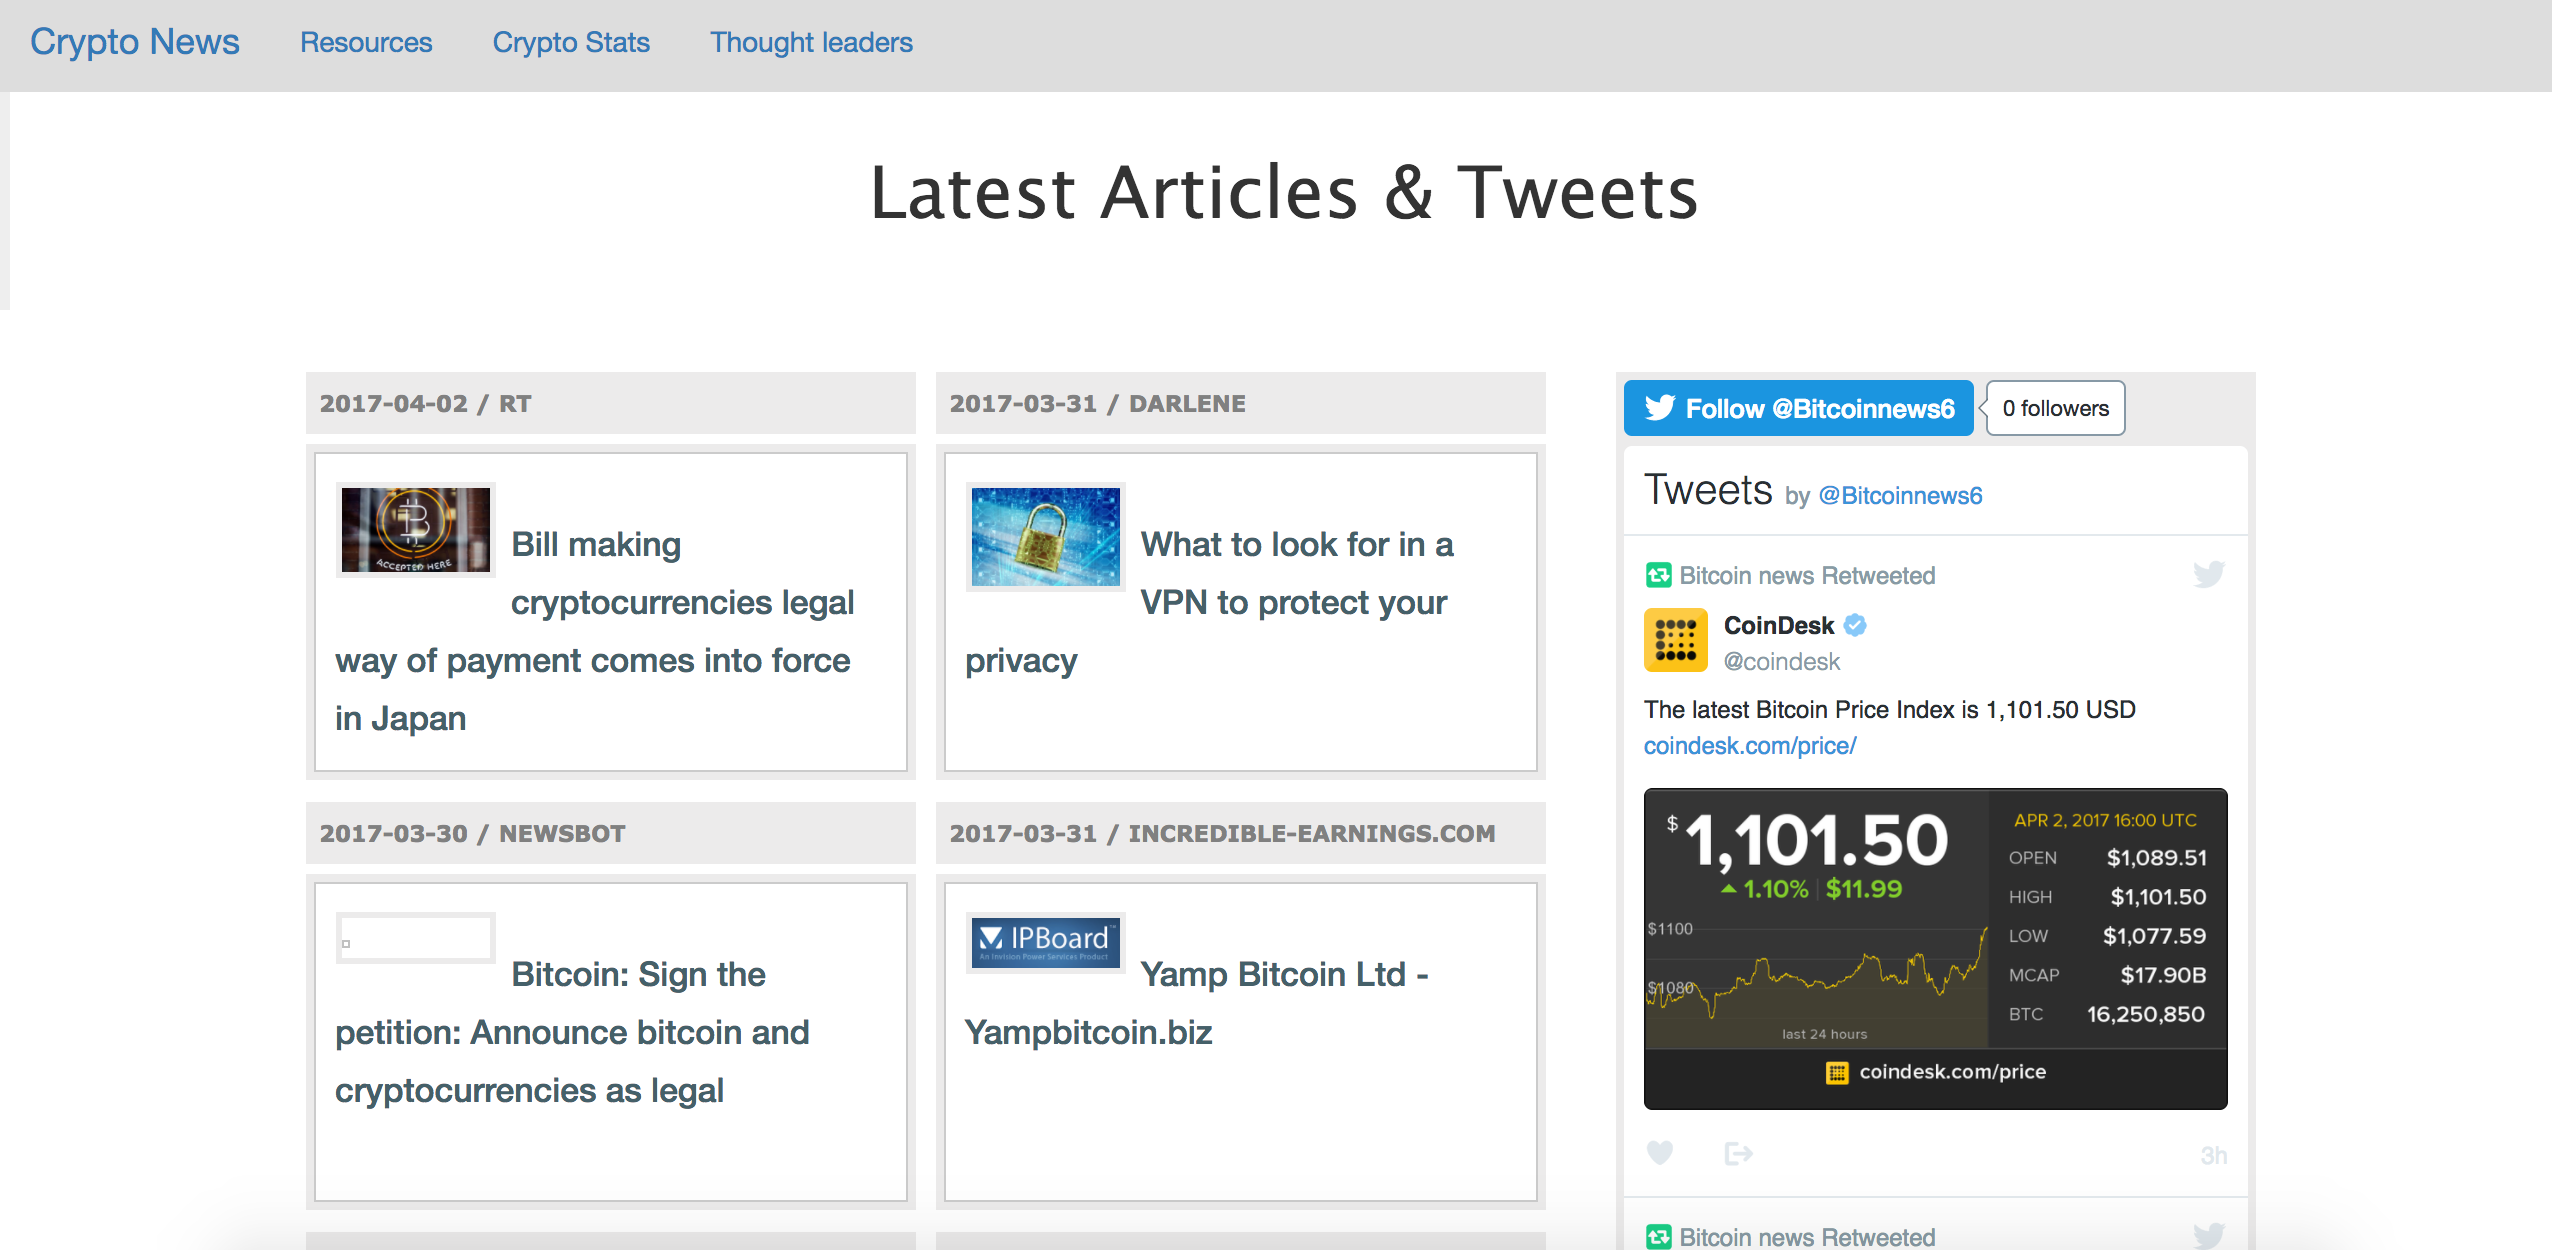 Crypto News Resources Crypto Stats Thought leaders
Latest Articles & Tweets
2017-04-02 / RT
ACCEPTED HERE
Bill making
cryptocurrencies legal
way of payment comes into force
in Japan
2017-03-31 / DARLENE
What to look for in a
VPN to protect your
privacy
2017-03-30 / NEWSBOT
Bitcoin: Sign the
petition: Announce bitcoin and
cryptocurrencies as legal
2017-03-31 / INCREDIBLE-EARNINGS.COM
IPBoard™
An Invision Power Services Product
Yamp Bitcoin Ltd -
Yampbitcoin.biz
Follow @Bitcoinnews6 0 followers
Tweets by @Bitcoinnews6
Bitcoin news Retweeted
CoinDesk
@coindesk
The latest Bitcoin Price Index is 1,101.50 USD
coindesk.com/price/
$1,101.50
1.10% $11.99
$1100
$1080
last 24 hours
APR 2, 2017 16:00 UTC
OPEN $1,089.51
HIGH $1,101.50
LOW $1,077.59
MCAP $17.90B
BTC 16,250,850
coindesk.com/price
3h
Bitcoin news Retweeted